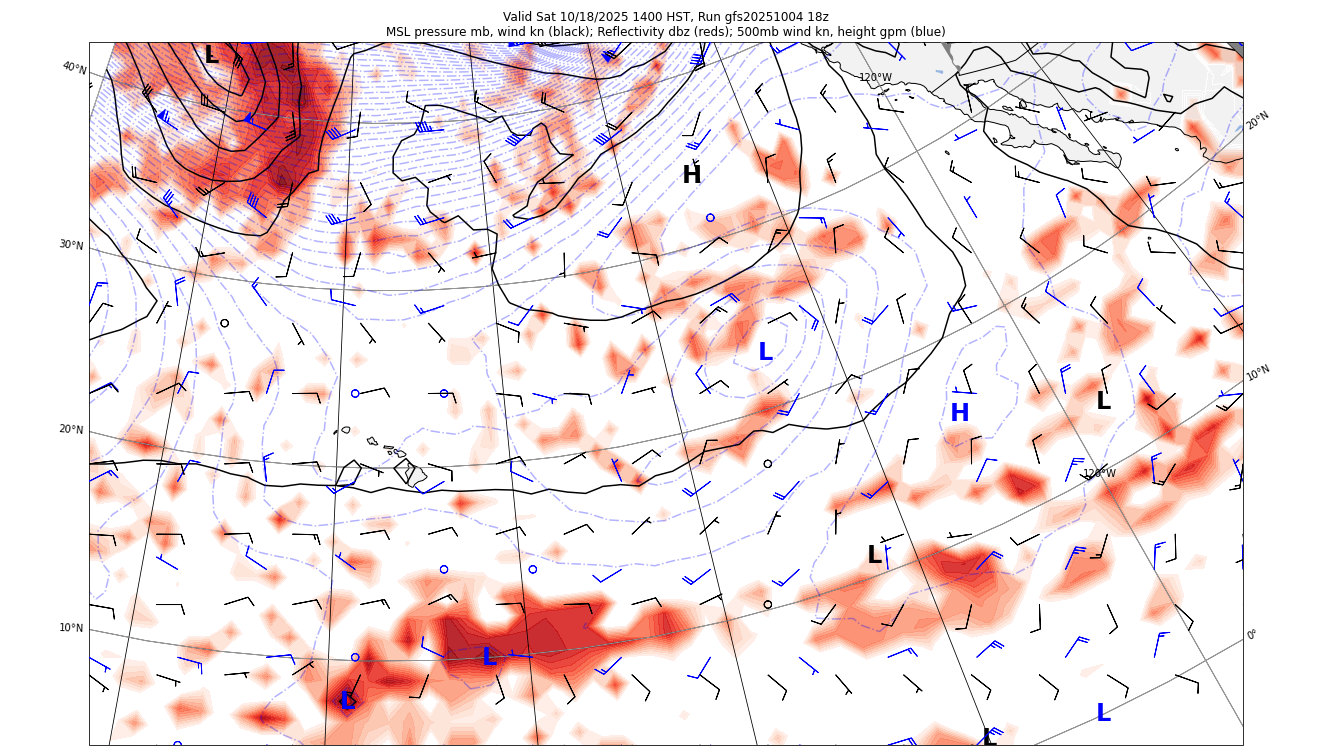 Valid Sat 10/18/2025 1400 HST, Run gfs20251004 18z
MSL pressure mb, wind kn (black); Reflectivity dbz (reds); 500mb wind kn, height gpm (blue)
L
40°N
120°W
20°N
H
30°N
L
10°N
H
L
20°N
120°W
L
10°N
0°
L
L
L
L